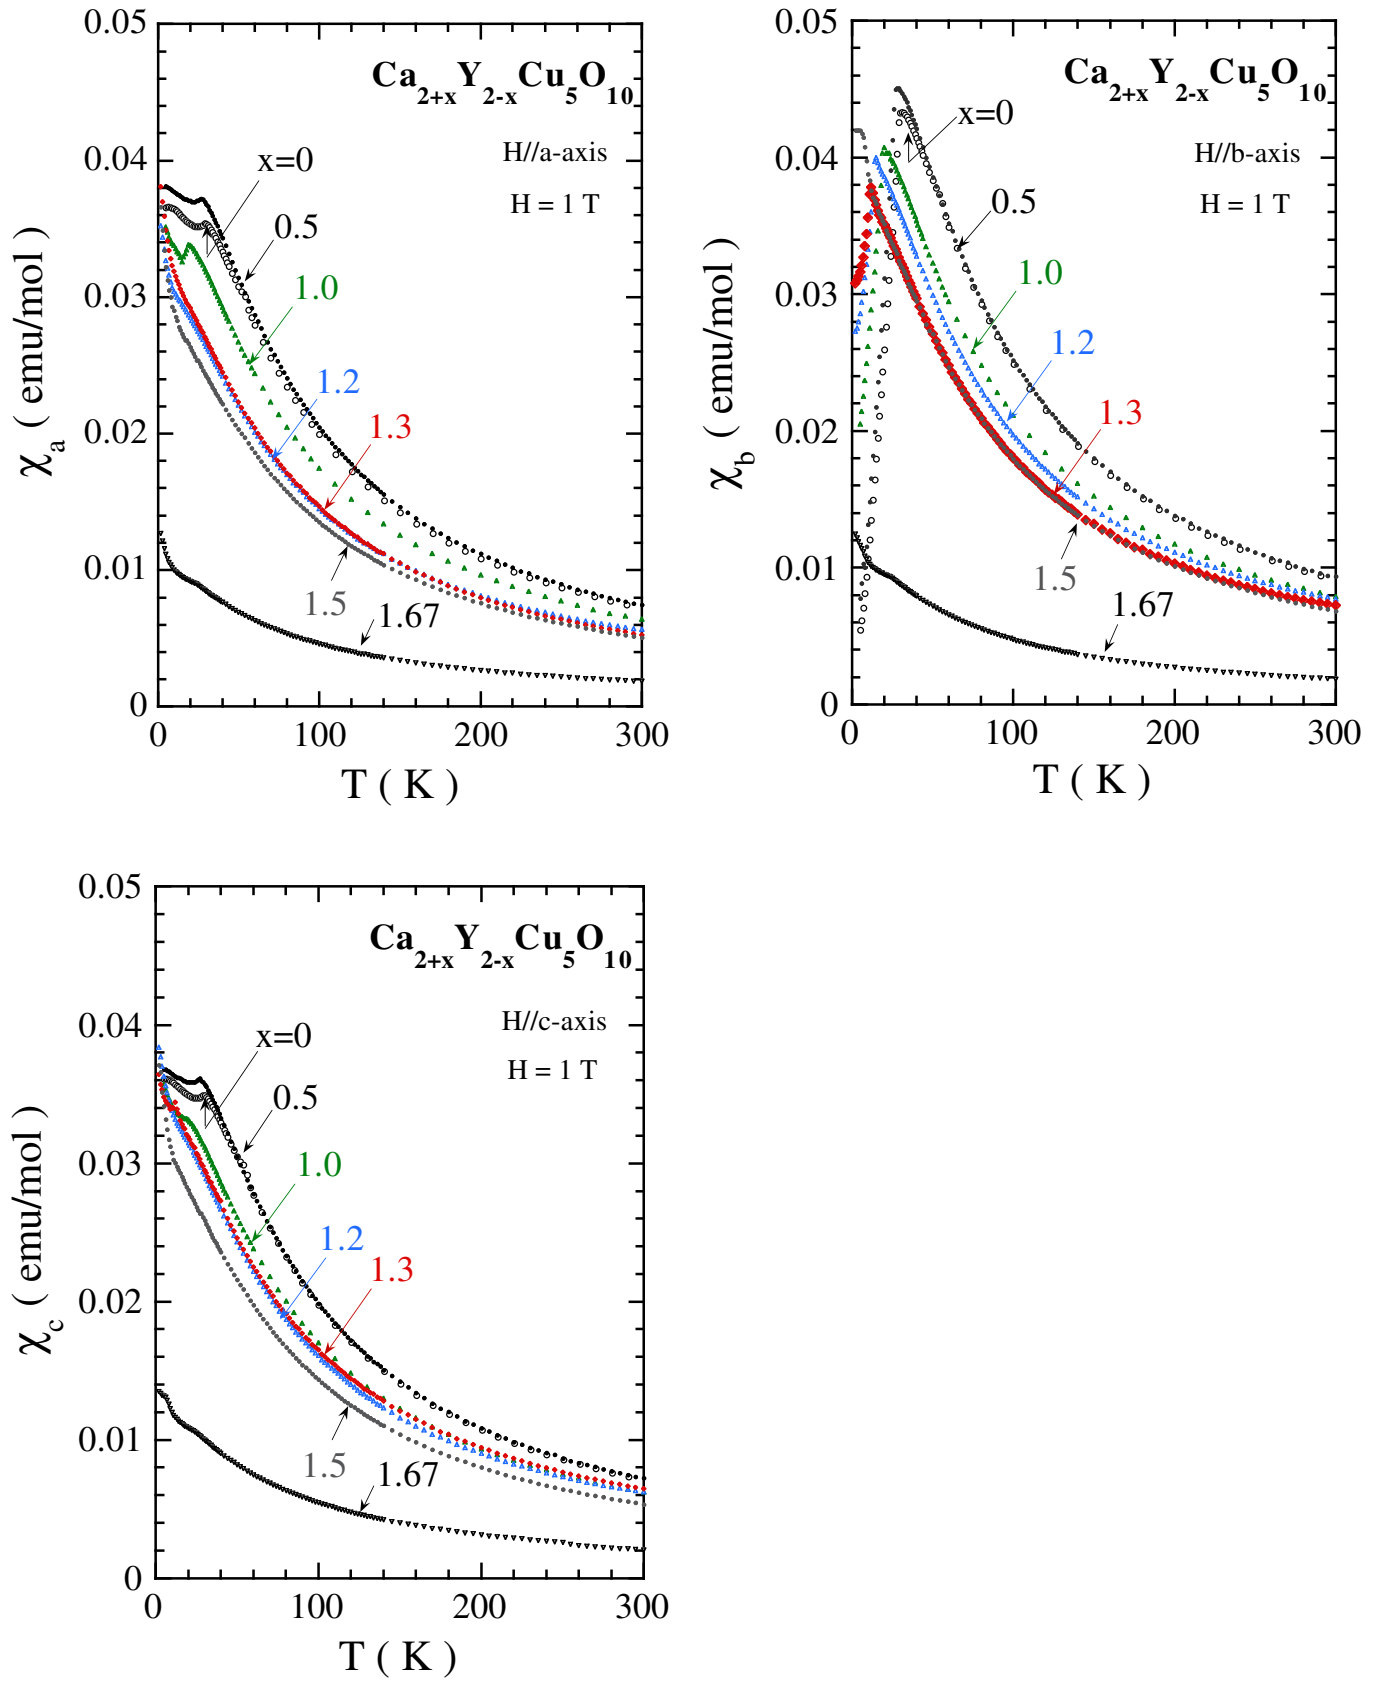 0.05
0.04
0.03
0.02
0.01
0
χa ( emu/mol )
Ca2+xY2-xCu5O10
H//a-axis
H = 1 T
x=0
0.5
1.0
1.2
1.3
1.5
1.67
0 100 200 300
T ( K )
0.05
0.04
0.03
0.02
0.01
0
χb ( emu/mol )
Ca2+xY2-xCu5O10
H//b-axis
H = 1 T
x=0
0.5
1.0
1.2
1.3
1.5
1.67
0 100 200 300
T ( K )
0.05
0.04
0.03
0.02
0.01
0
χc ( emu/mol )
Ca2+xY2-xCu5O10
H//c-axis
H = 1 T
x=0
0.5
1.0
1.2
1.3
1.5
1.67
0 100 200 300
T ( K )